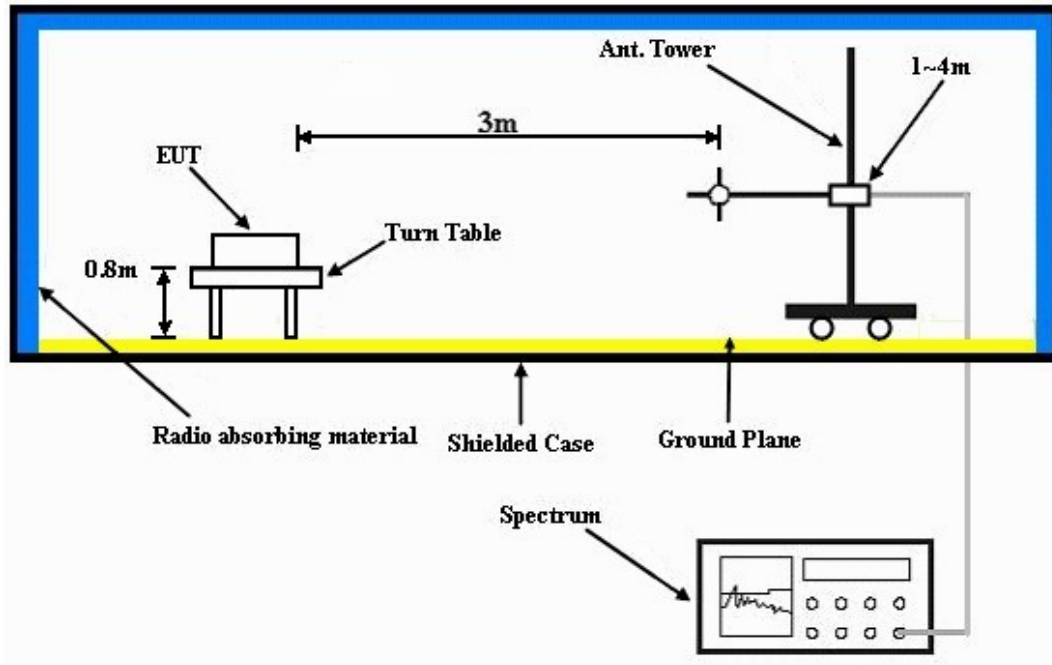 Ant. Tower
1~4m
3m
EUT
Turn Table
0.8m
Radio absorbing material
Shielded Case
Ground Plane
Spectrum